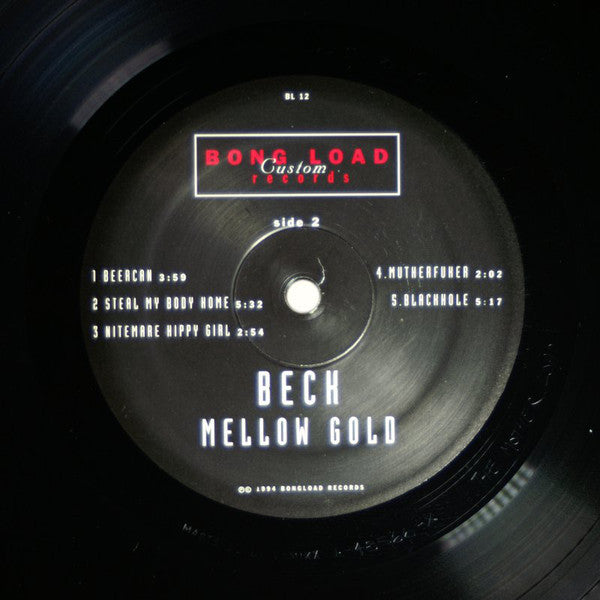 BL 12
BONG LOAD
Custom
records
side 2
1 BEERCAN 3:59
2 STEAL MY BODY HOME 5:32
3 NITEMARE HIPPY GIRL 2:54
4.MUTHERFUKER 2:02
5.BLACKHOLE 5:17
BECK
MELLOW GOLD
℗© 1994 BONGLOAD RECORDS